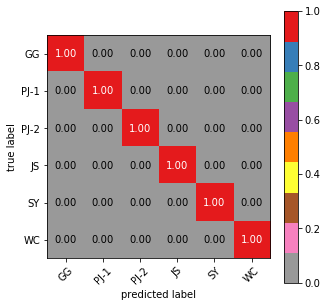 GG 1.00 0.00 0.00 0.00 0.00 0.00
PJ-1 0.00 1.00 0.00 0.00 0.00 0.00
PJ-2 0.00 0.00 1.00 0.00 0.00 0.00
JS 0.00 0.00 0.00 1.00 0.00 0.00
SY 0.00 0.00 0.00 0.00 1.00 0.00
WC 0.00 0.00 0.00 0.00 0.00 1.00
GG PJ-1 PJ-2 JS SY WC
true label
predicted label
1.0
0.8
0.6
0.4
0.2
0.0